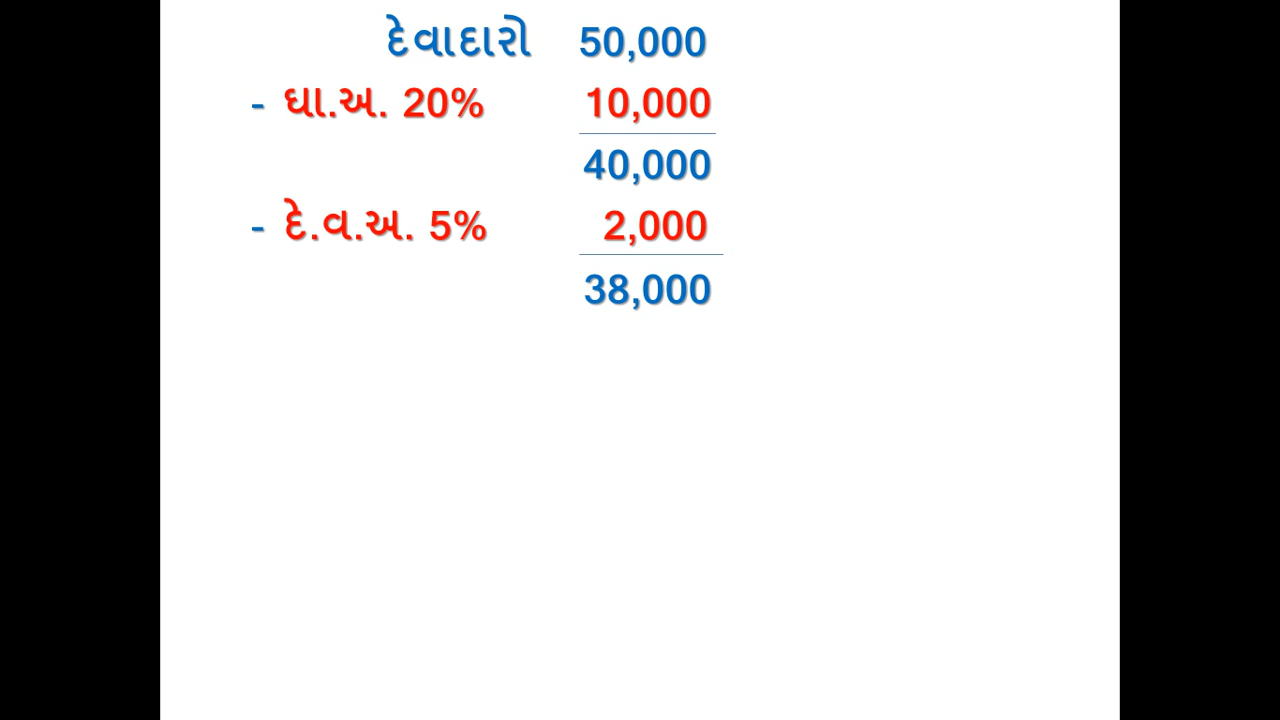 દેવાદારો 50,000
- ઘા.અ. 20% 10,000
40,000
- દે.વ.અ. 5% 2,000
38,000